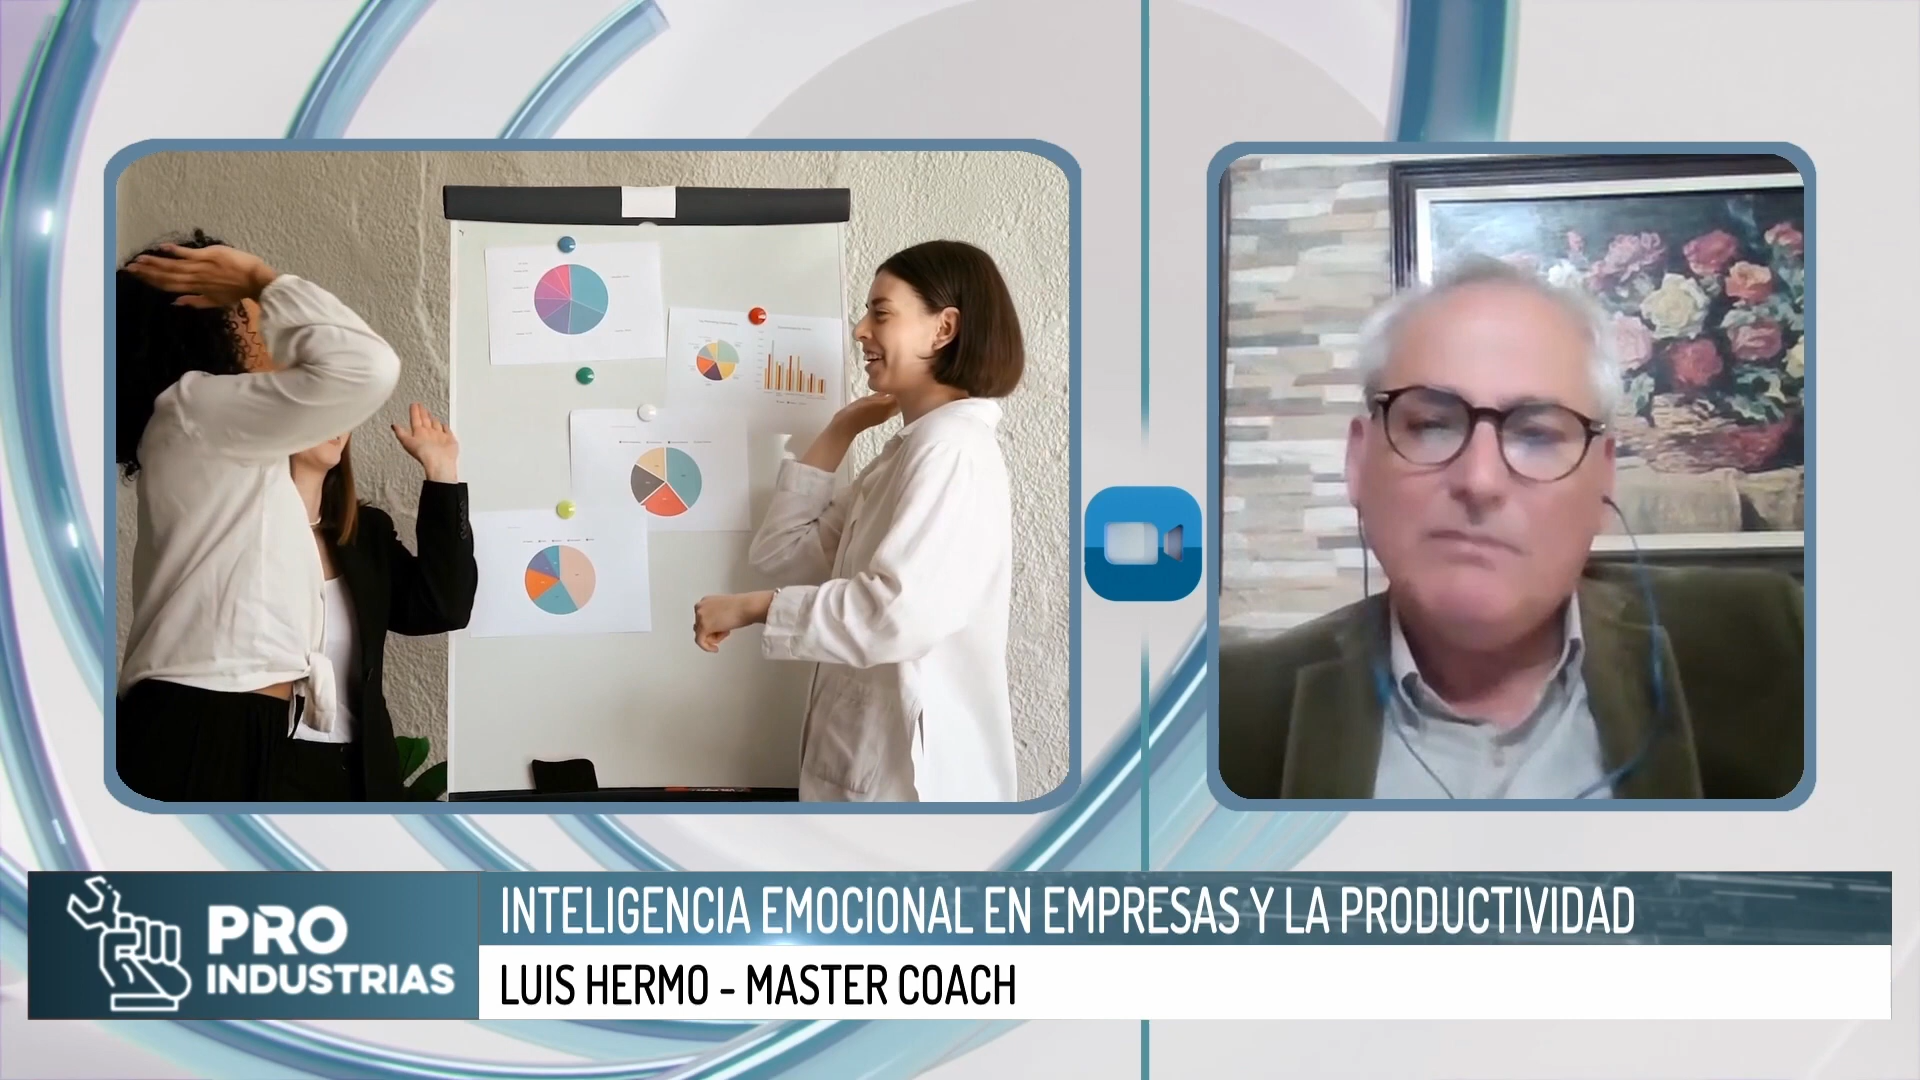 PRO
INDUSTRIAS
INTELIGENCIA EMOCIONAL EN EMPRESAS Y LA PRODUCTIVIDAD
LUIS HERMO - MASTER COACH